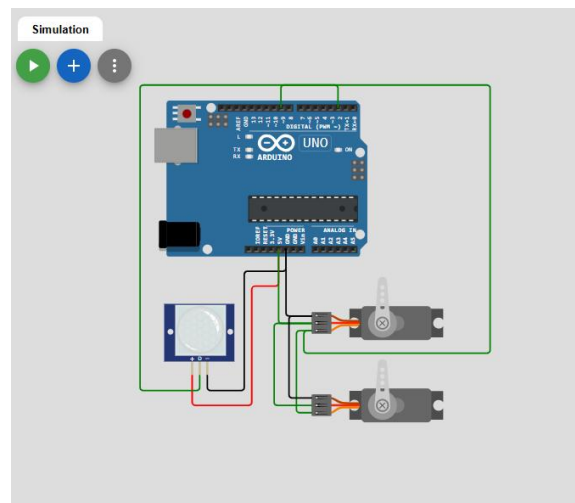 Simulation
AREF
GND
13
12
~11
~10
~9
8
7
~6
~5
4
~3
2
TX→1
RX←0
DIGITAL (PWM ~)
L
TX
RX
UNO
ARDUINO
ON
IOREF
RESET
3.3V
5V
GND
GND
Vin
POWER
ANALOG IN
A0
A1
A2
A3
A4
A5
+
D
-